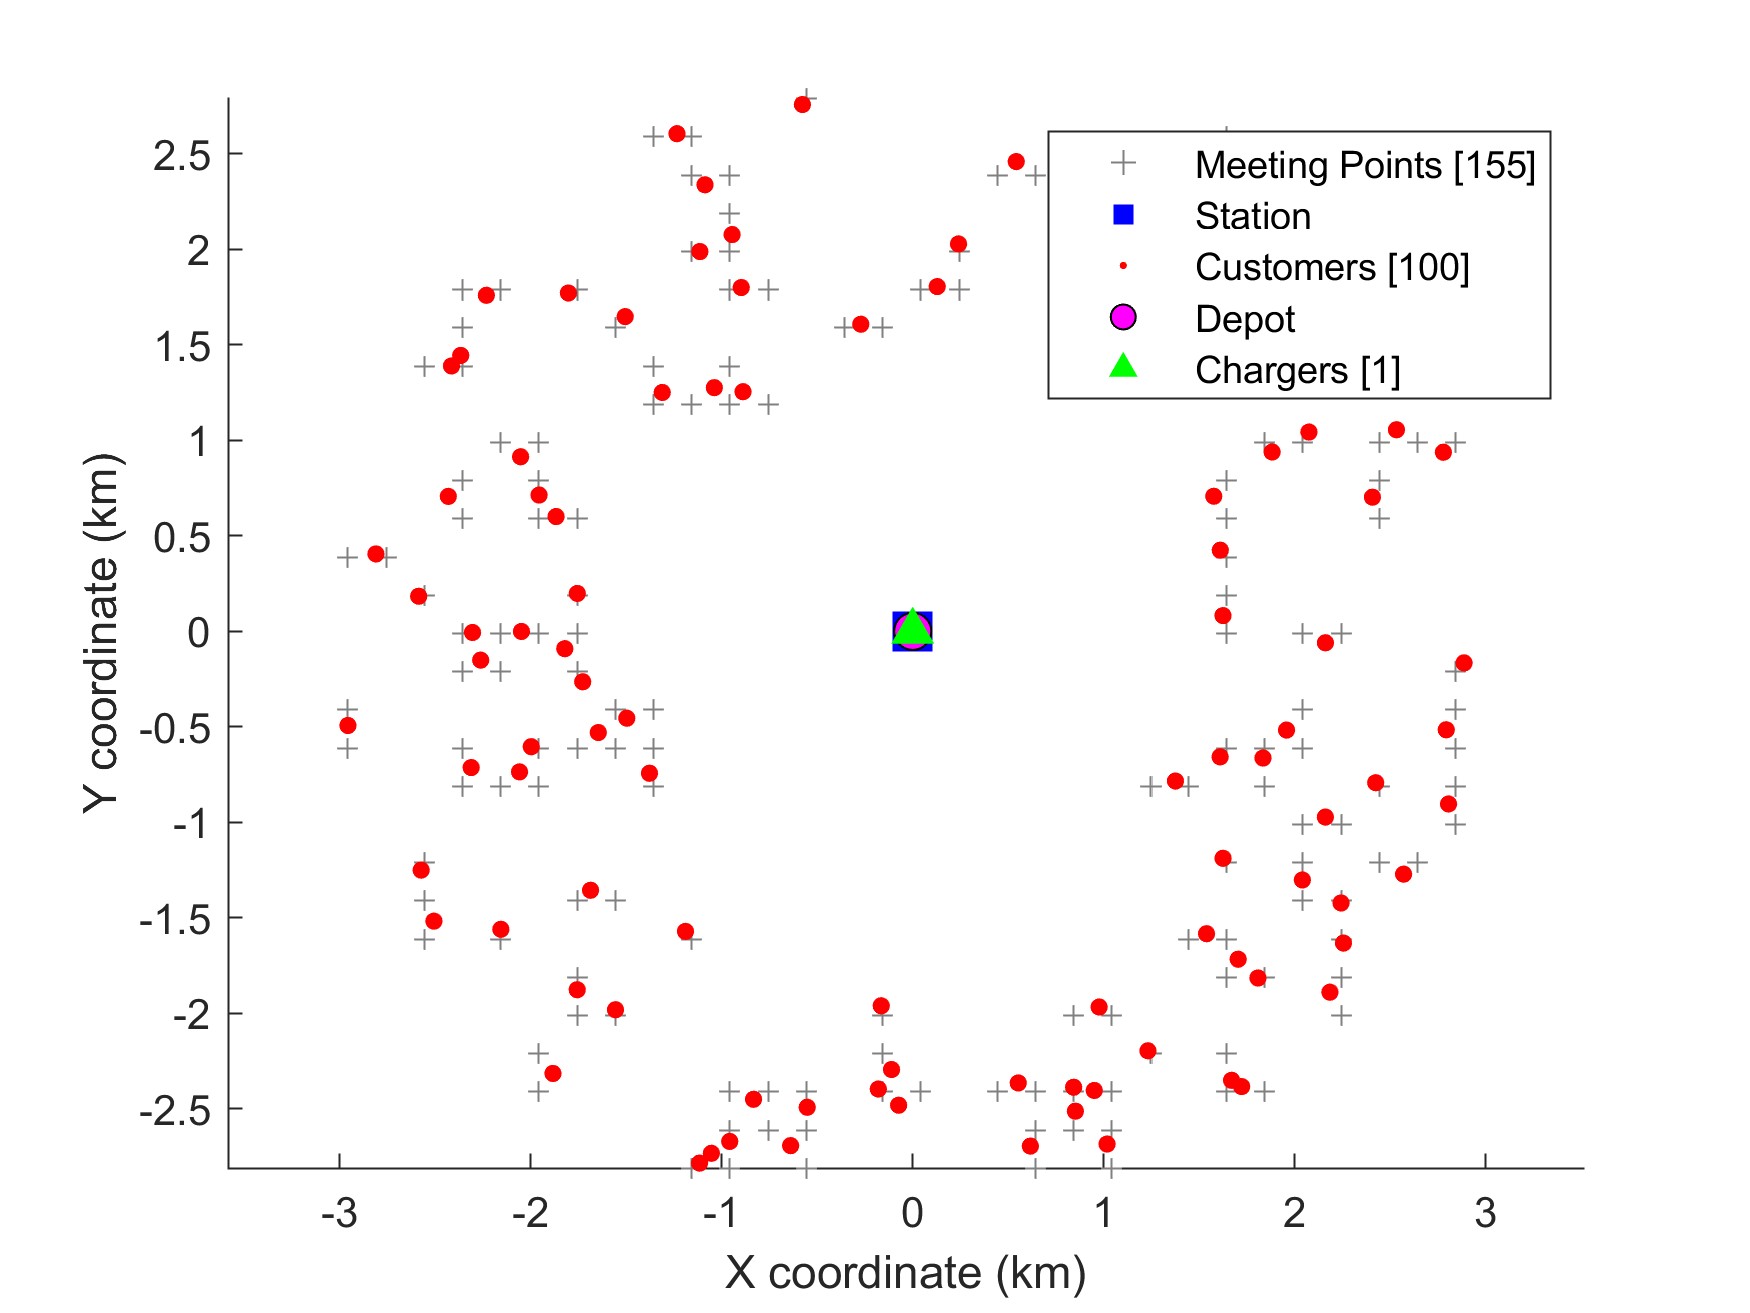 2.5
2
1.5
1
0.5
0
-0.5
-1
-1.5
-2
-2.5
Y coordinate (km)
Meeting Points [155]
Station
Customers [100]
Depot
Chargers [1]
-3 -2 -1 0 1 2 3
X coordinate (km)